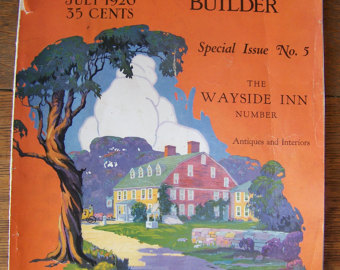 JULY 1926
35 CENTS
BUILDER
Special Issue No. 5
THE
WAYSIDE INN
NUMBER
Antiques and Interiors